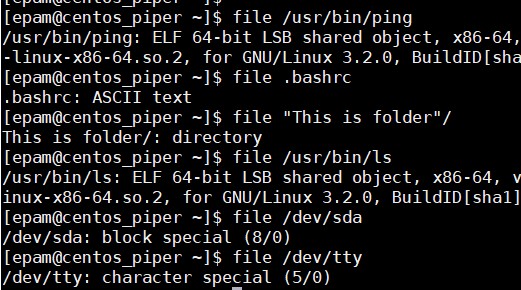 [epam@centos_piper ~]$ file /usr/bin/ping
/usr/bin/ping: ELF 64-bit LSB shared object, x86-64,
-linux-x86-64.so.2, for GNU/Linux 3.2.0, BuildID[sha
[epam@centos_piper ~]$ file .bashrc
.bashrc: ASCII text
[epam@centos_piper ~]$ file "This is folder"/
This is folder/: directory
[epam@centos_piper ~]$ file /usr/bin/ls
/usr/bin/ls: ELF 64-bit LSB shared object, x86-64, v
inux-x86-64.so.2, for GNU/Linux 3.2.0, BuildID[sha1]
[epam@centos_piper ~]$ file /dev/sda
/dev/sda: block special (8/0)
[epam@centos_piper ~]$ file /dev/tty
/dev/tty: character special (5/0)